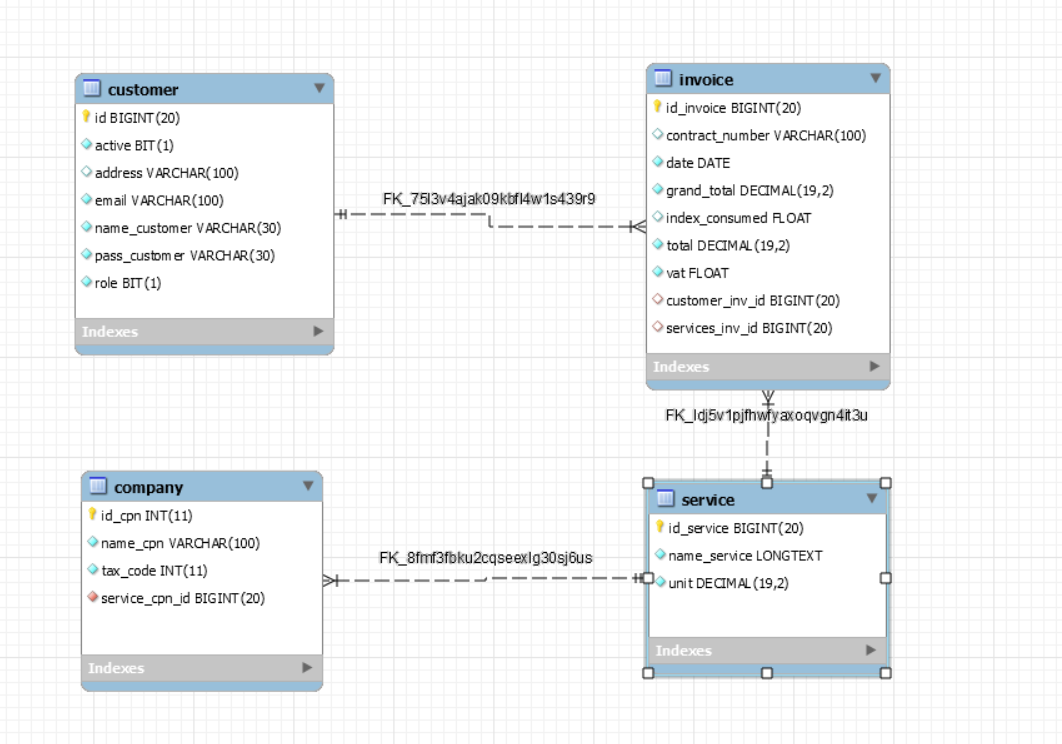 customer
id BIGINT(20)
active BIT(1)
address VARCHAR(100)
email VARCHAR(100)
name_customer VARCHAR(30)
pass_customer VARCHAR(30)
role BIT(1)
Indexes
FK_75l3v4ajak09kbfl4w1s439r9
invoice
id_invoice BIGINT(20)
contract_number VARCHAR(100)
date DATE
grand_total DECIMAL(19,2)
index_consumed FLOAT
total DECIMAL(19,2)
vat FLOAT
customer_inv_id BIGINT(20)
services_inv_id BIGINT(20)
Indexes
FK_ldj5v1pjfhwfyaxoqvgn4it3u
company
id_cpn INT(11)
name_cpn VARCHAR(100)
tax_code INT(11)
service_cpn_id BIGINT(20)
Indexes
FK_8fmf3fbku2cqseexlg30sj6us
service
id_service BIGINT(20)
name_service LONGTEXT
unit DECIMAL(19,2)
Indexes